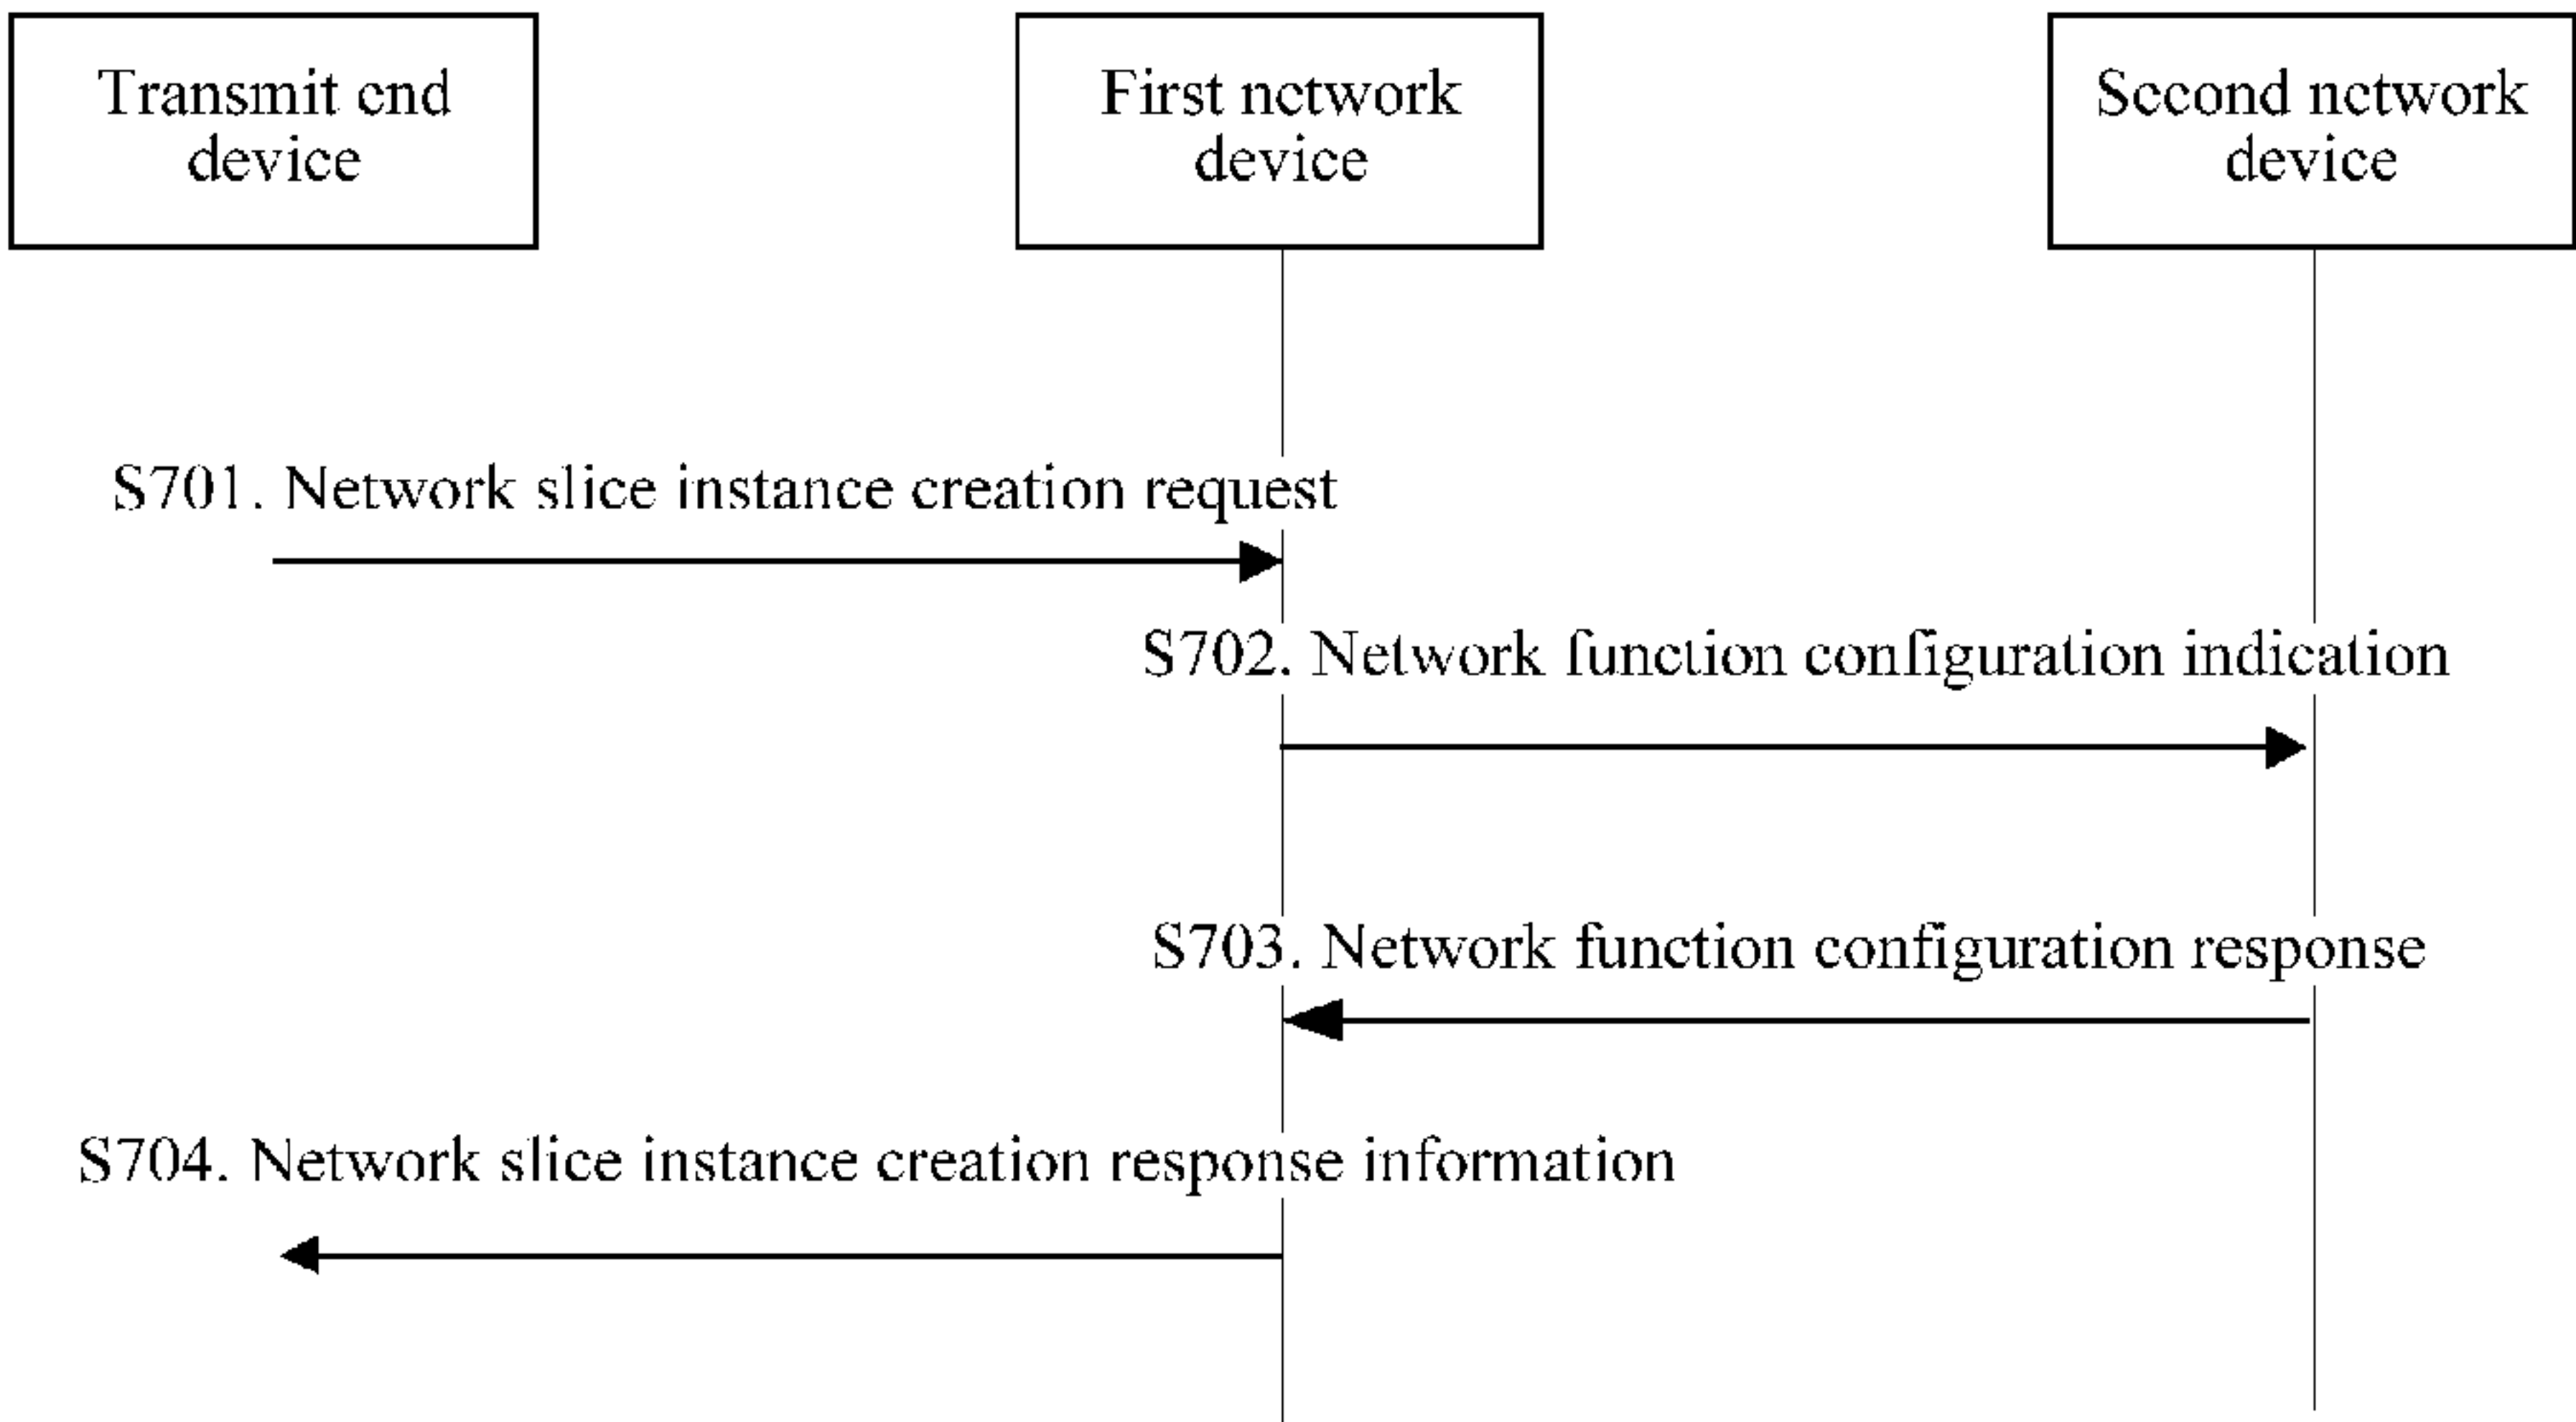 Transmit end
device
First network
device
Second network
device
S701. Network slice instance creation request
S702. Network function configuration indication
S703. Network function configuration response
S704. Network slice instance creation response information